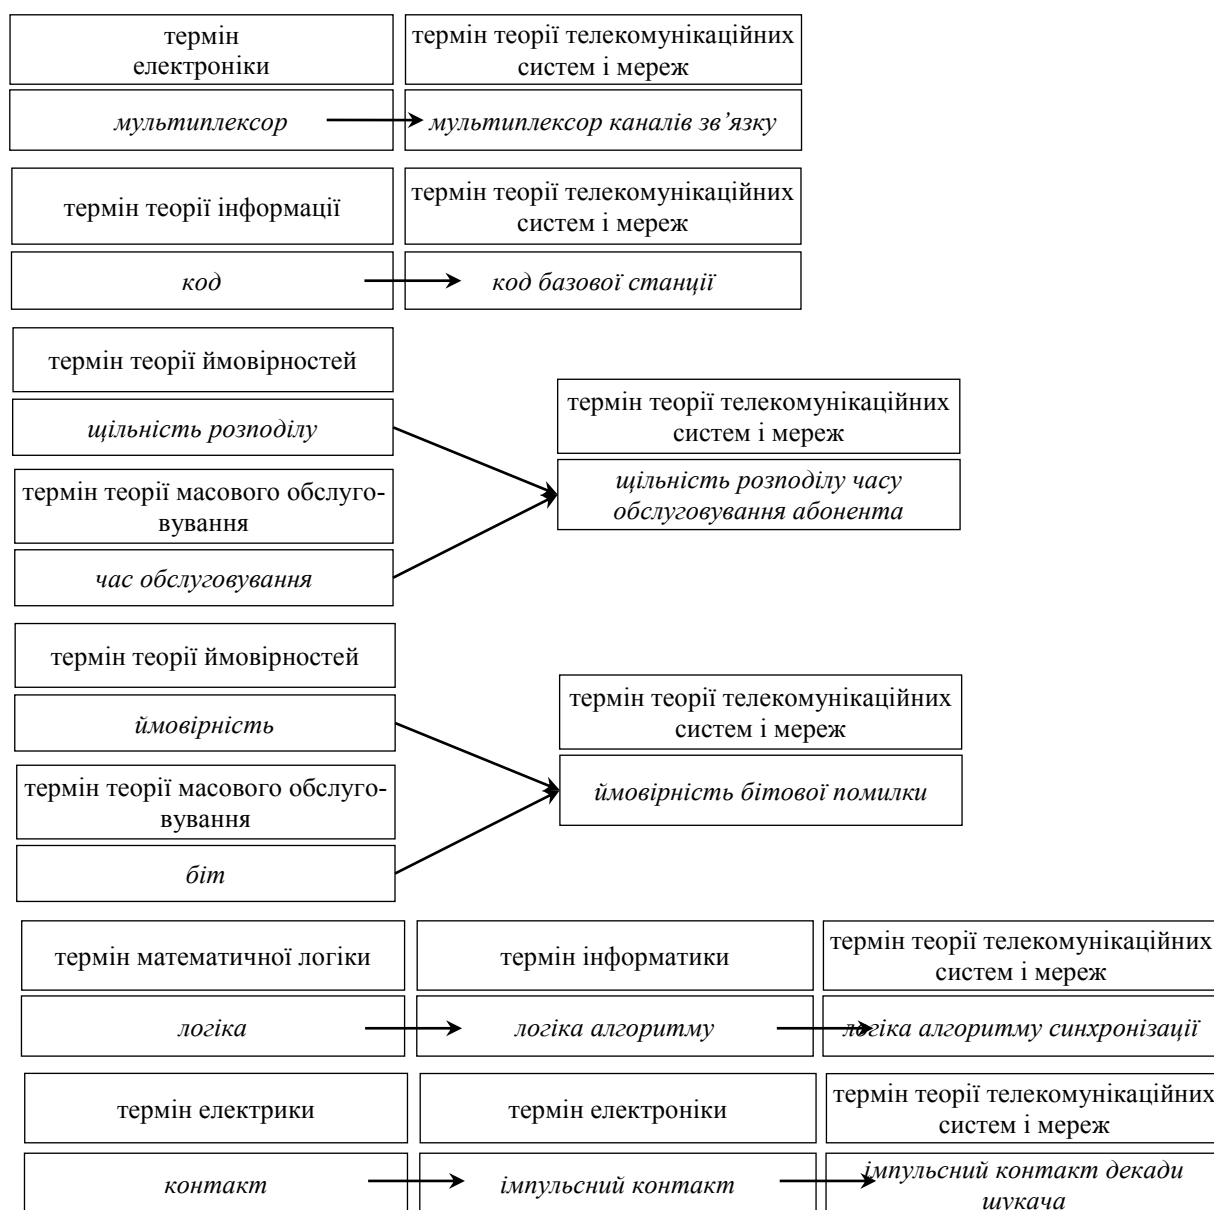 термін
електроніки
термін теорії телекомунікаційних
систем і мереж
мультиплексор
мультиплексор каналів зв’язку
термін теорії інформації
термін теорії телекомунікаційних
систем і мереж
код
код базової станції
термін теорії ймовірностей
щільність розподілу
термін теорії масового обслуго-
вування
час обслуговування
термін теорії телекомунікаційних
систем і мереж
щільність розподілу часу
обслуговування абонента
термін теорії ймовірностей
ймовірність
термін теорії масового обслуго-
вування
біт
термін теорії телекомунікаційних
систем і мереж
ймовірність бітової помилки
термін математичної логіки
термін інформатики
термін теорії телекомунікаційних
систем і мереж
логіка
логіка алгоритму
логіка алгоритму синхронізації
термін електрики
термін електроніки
термін теорії телекомунікаційних
систем і мереж
контакт
імпульсний контакт
імпульсний контакт декади
шукача